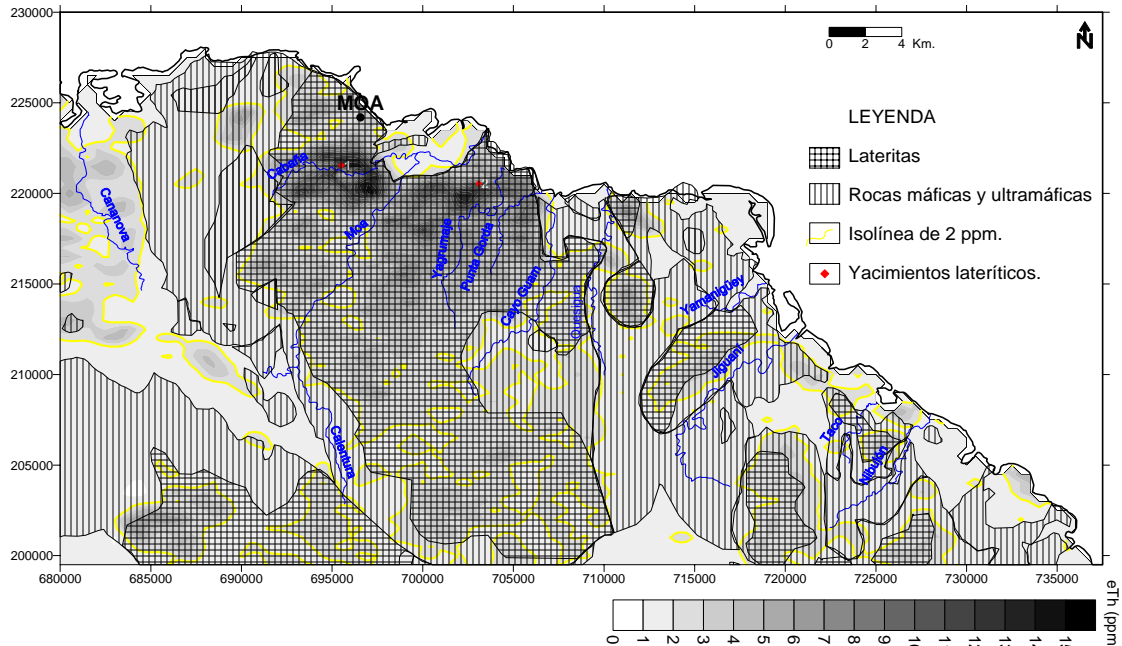 230000
225000
220000
215000
210000
205000
200000
680000
685000
690000
695000
700000
705000
710000
715000
720000
725000
730000
735000
0 2 4 Km.
N
LEYENDA
Lateritas
Rocas máficas y ultramáficas
Isolínea de 2 ppm.
Yacimientos lateríticos.
MOA
Cabaña
Cananova
Moa
Yagrumaje
Punta Gorda
Cayo Guam
Quesigua
Yamanigüey
Jiguaní
Calentura
Taco
Nibujón
0
1
2
3
4
5
6
7
8
9
eTh (ppm